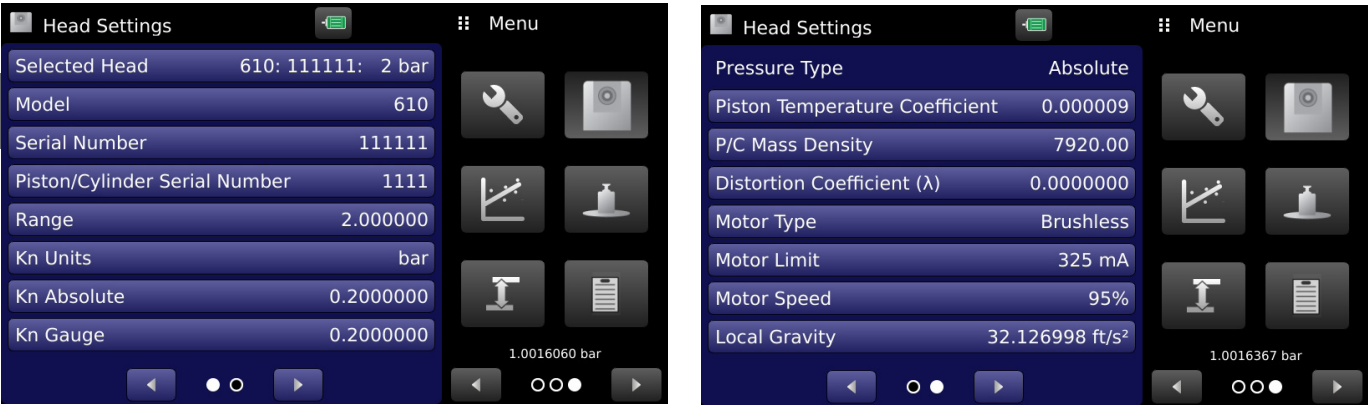 Head Settings
Menu
Selected Head 610: 111111: 2 bar
Model 610
Serial Number 111111
Piston/Cylinder Serial Number 1111
Range 2.000000
Kn Units bar
Kn Absolute 0.2000000
Kn Gauge 0.2000000
1.0016060 bar
Head Settings
Menu
Pressure Type Absolute
Piston Temperature Coefficient 0.000009
P/C Mass Density 7920.00
Distortion Coefficient (λ) 0.0000000
Motor Type Brushless
Motor Limit 325 mA
Motor Speed 95%
Local Gravity 32.126998 ft/s²
1.0016367 bar